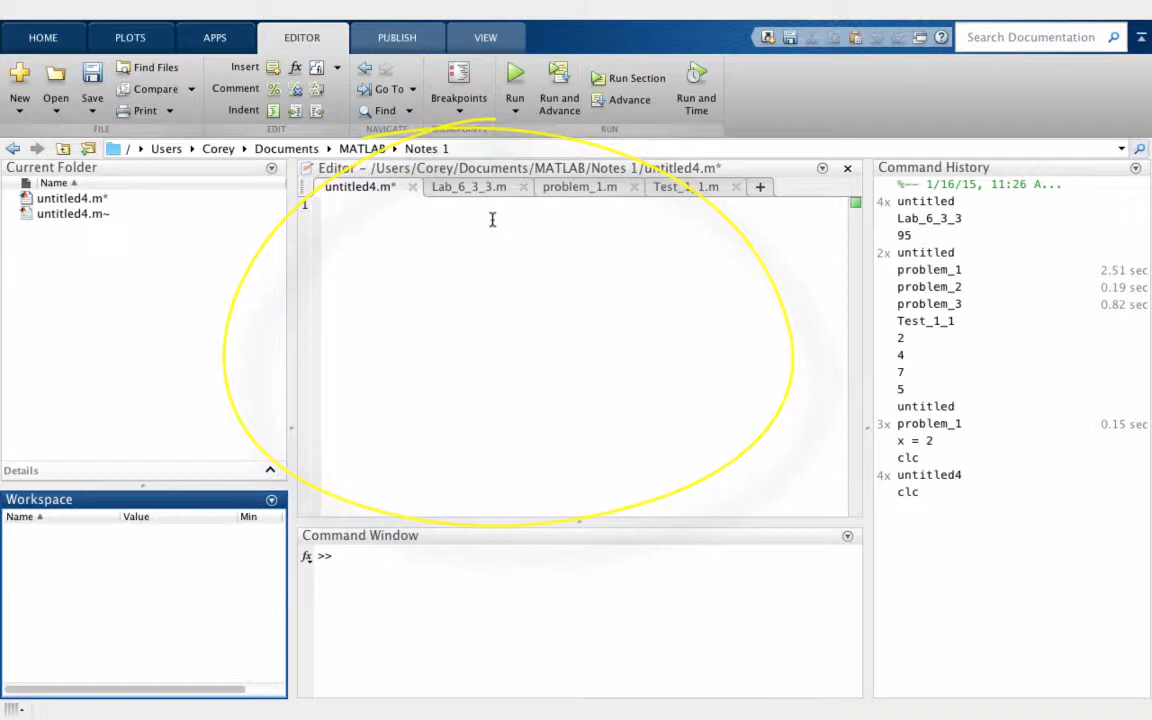 HOME PLOTS APPS EDITOR PUBLISH VIEW Search Documentation
New Open Save Find Files Compare Print Insert Comment Indent Go To Find Breakpoints Run Run and Advance Run Section Advance Run and Time
FILE EDIT NAVIGATE BREAKPOINTS RUN
/ Users Corey Documents MATLAB Notes 1
Current Folder
Name
untitled4.m*
untitled4.m~
Details
Workspace
Name Value Min
Editor – /Users/Corey/Documents/MATLAB/Notes 1/untitled4.m*
untitled4.m* Lab_6_3_3.m problem_1.m Test_1_1.m
1
Command Window
fx >>
Command History
%-- 1/16/15, 11:26 A...
4x untitled
Lab_6_3_3
95
2x untitled
problem_1 2.51 sec
problem_2 0.19 sec
problem_3 0.82 sec
Test_1_1
2
4
7
5
untitled
3x problem_1 0.15 sec
x = 2
clc
4x untitled4
clc